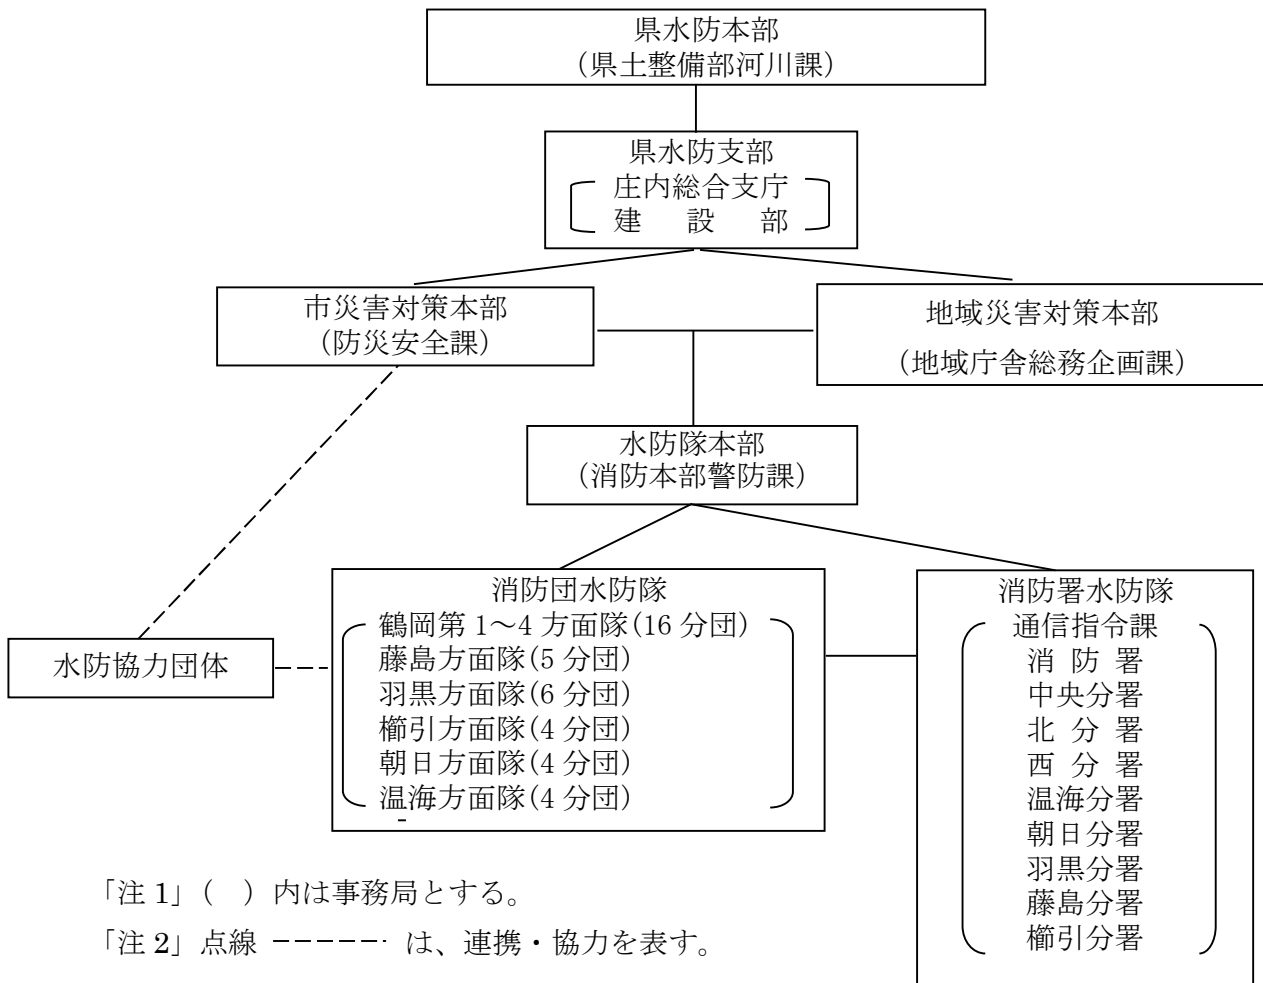 県水防本部
(県土整備部河川課)
県水防支部
庄内総合支庁
建 設 部
市災害対策本部
(防災安全課)
地域災害対策本部
(地域庁舎総務企画課)
水防隊本部
(消防本部警防課)
消防団水防隊
鶴岡第 1～4 方面隊(16 分団)
藤島方面隊(5 分団)
羽黒方面隊(6 分団)
櫛引方面隊(4 分団)
朝日方面隊(4 分団)
温海方面隊(4 分団)
消防署水防隊
通信指令課
消 防 署
中央分署
北 分 署
西 分 署
温海分署
朝日分署
羽黒分署
藤島分署
櫛引分署
水防協力団体
「注 1」( ) 内は事務局とする。
「注 2」点線 ----- は、連携・協力を表す。